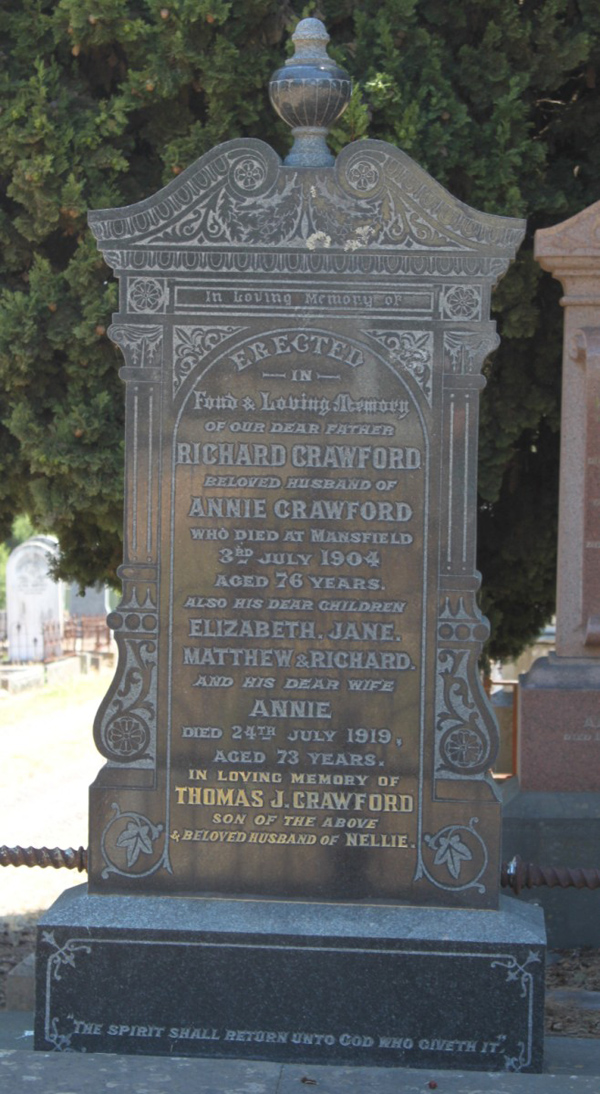 In Loving Memory of
ERECTED
IN
Fond & Loving Memory
OF OUR DEAR FATHER
RICHARD CRAWFORD
BELOVED HUSBAND OF
ANNIE CRAWFORD
WHO DIED AT MANSFIELD
3RD JULY 1904
AGED 76 YEARS.
ALSO HIS DEAR CHILDREN
ELIZABETH. JANE.
MATTHEW & RICHARD.
AND HIS DEAR WIFE
ANNIE
DIED 24TH JULY 1919,
AGED 73 YEARS.
IN LOVING MEMORY OF
THOMAS J. CRAWFORD
SON OF THE ABOVE
& BELOVED HUSBAND OF NELLIE.
"THE SPIRIT SHALL RETURN UNTO GOD WHO GIVETH IT".